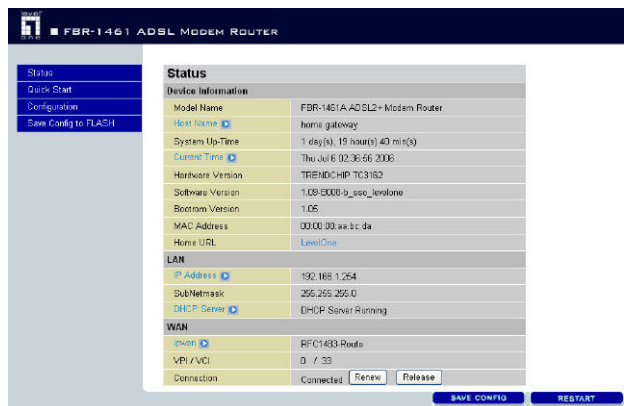 level
one
FBR-1461 ADSL MODEM ROUTER
Status
Quick Start
Configuration
Save Config to FLASH
Status
Device Information
Model Name FBR-1461A ADSL2+ Modem Router
Host Name home.gateway
System Up-Time 1 day(s), 19 hour(s) 40 min(s)
Current Time Thu Jul 6 02:36:56 2006
Hardware Version TRENDCHIP TC3162
Software Version
Bootrom Version 1.05
MAC Address 00:00:00:aa:bc:da
Home URL LevelOne
LAN
IP Address 192.168.1.254
SubNetmask 255.255.255.0
DHCP Server DHCP Server Running
WAN
ipwan RFC1483-Route
VPI / VCI 0 / 33
Connection Connected Renew Release
SAVE CONFIG RESTART